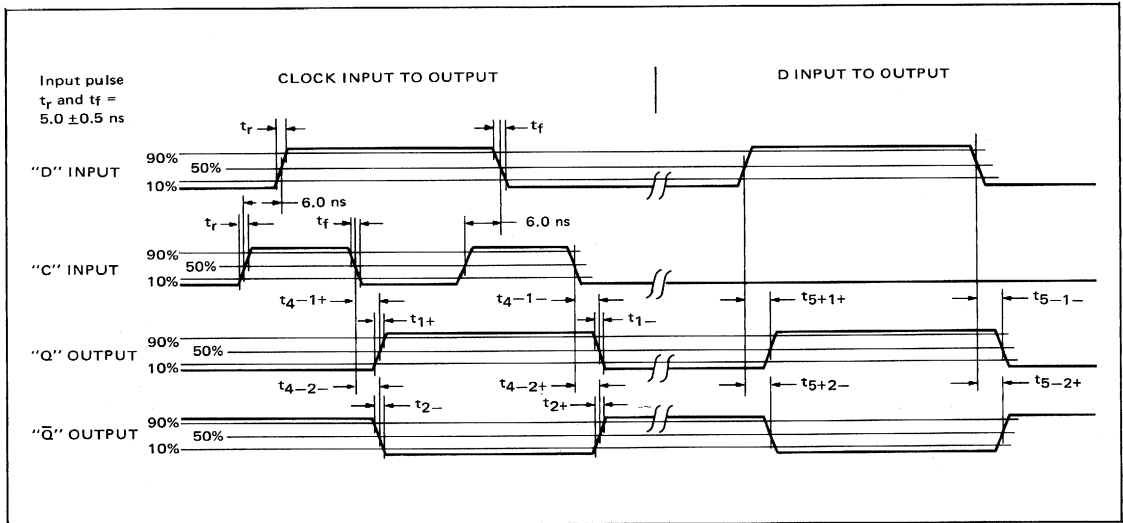 Input pulse
tr and tf =
5.0 ±0.5 ns
CLOCK INPUT TO OUTPUT
D INPUT TO OUTPUT
tr
tf
90%
50%
10%
"D" INPUT
6.0 ns
tr
tf
6.0 ns
90%
50%
10%
"C" INPUT
t4−1+
t4−1−
t5+1+
t5−1−
t1+
t1−
90%
50%
10%
"Q" OUTPUT
t4−2−
t4−2+
t5+2−
t5−2+
t2−
t2+
90%
50%
10%
"Q̅" OUTPUT